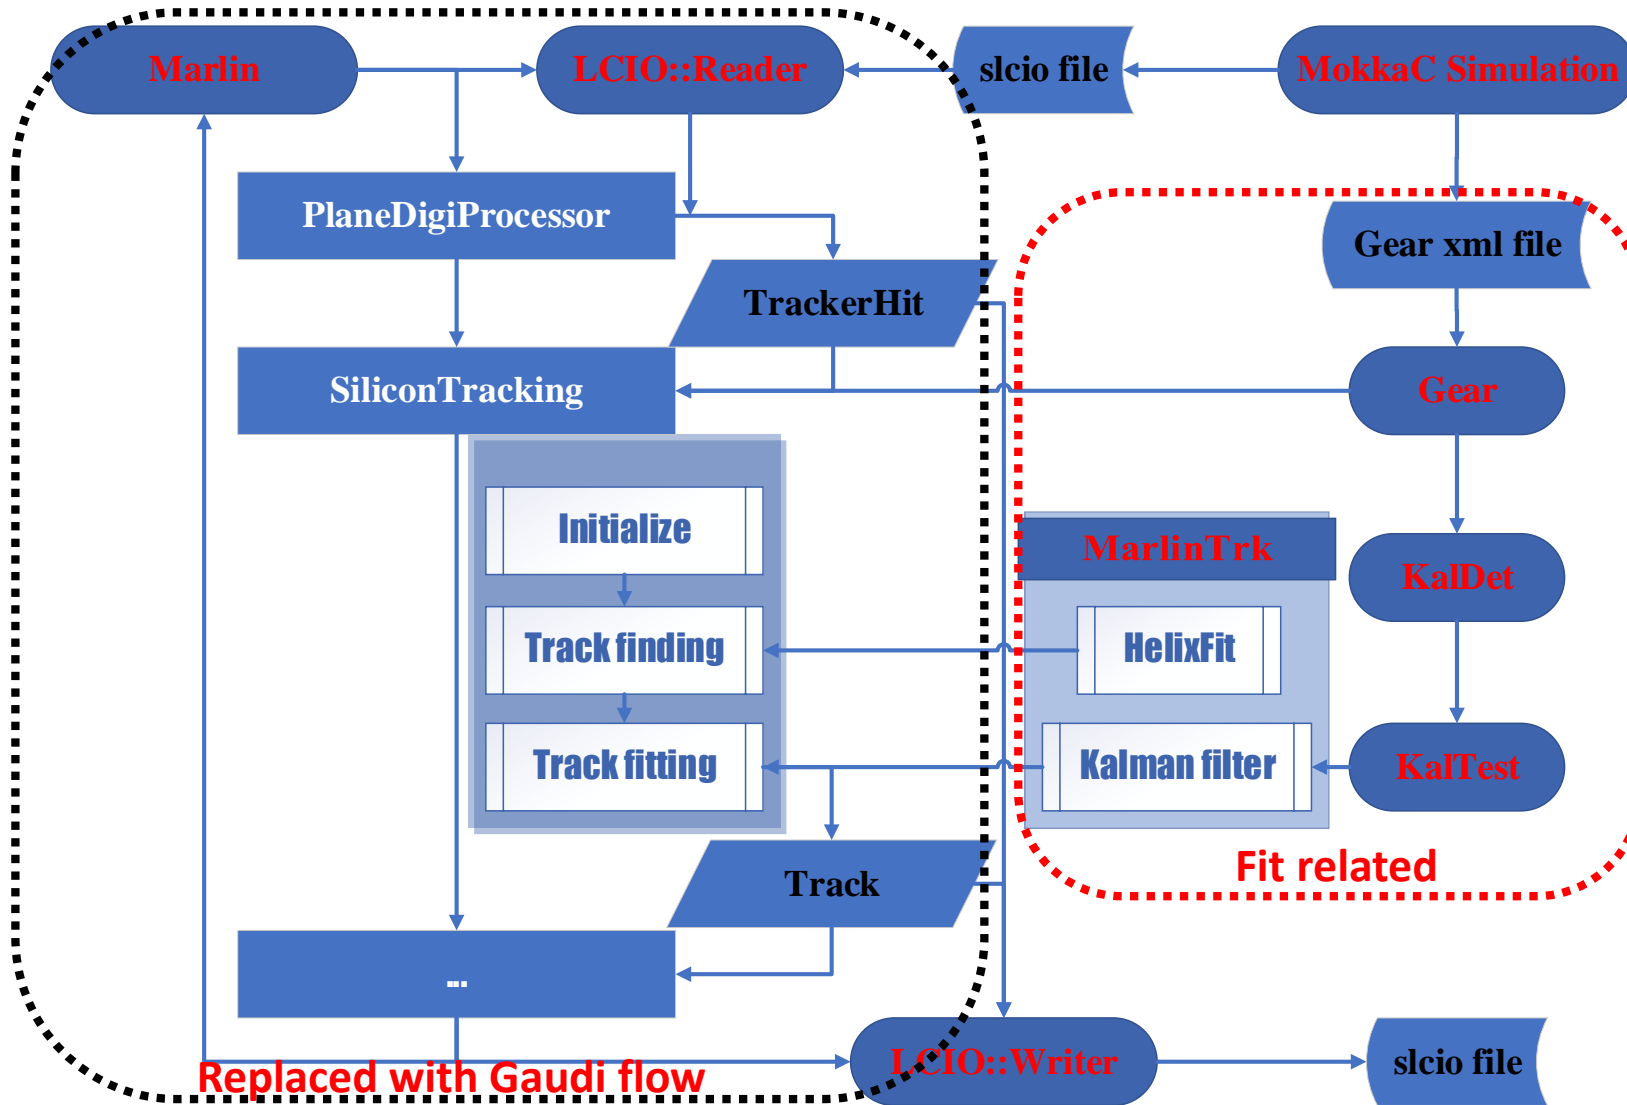 Marlin
LCIO::Reader
slcio file
MokkaC Simulation
PlaneDigiProcessor
Gear xml file
TrackerHit
SiliconTracking
Gear
Initialize
MarlinTrk
KalDet
Track finding
HelixFit
Track fitting
Kalman filter
KalTest
Fit related
Track
...
LCIO::Writer
slcio file
Replaced with Gaudi flow